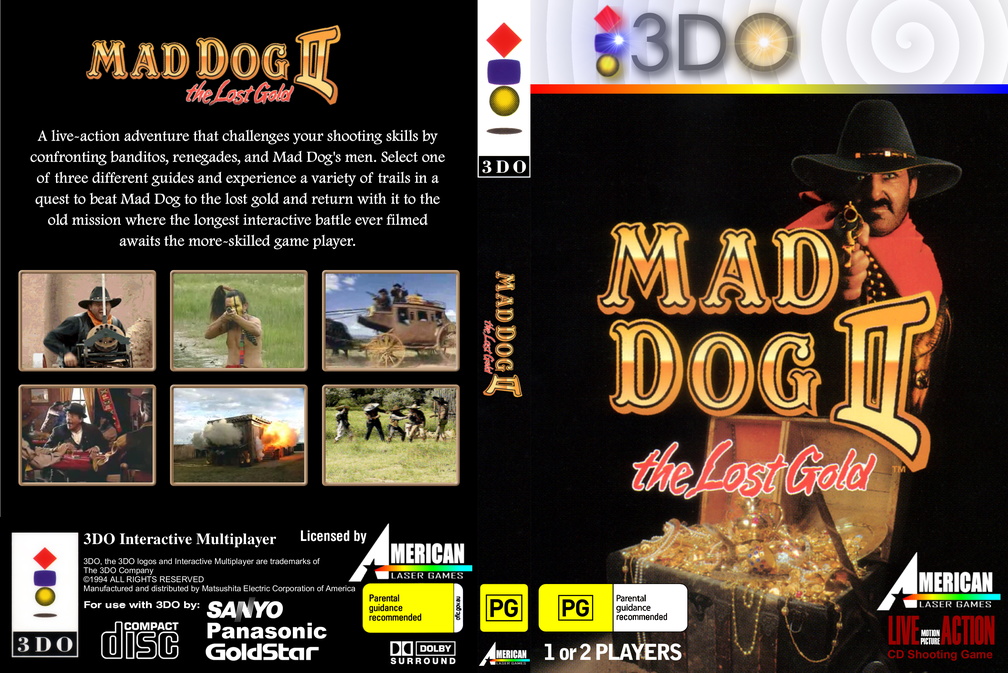 MAD DOG II
the Lost Gold
A live-action adventure that challenges your shooting skills by
confronting banditos, renegades, and Mad Dog's men. Select one
of three different guides and experience a variety of trails in a
quest to beat Mad Dog to the lost gold and return with it to the
old mission where the longest interactive battle ever filmed
awaits the more-skilled game player.
3DO Interactive Multiplayer
3DO, the 3DO logos and Interactive Multiplayer are trademarks of
The 3DO Company
©1994 ALL RIGHTS RESERVED
Manufactured and distributed by Matsushita Electric Corporation of America
For use with 3DO by:
COMPACT
disc
SANYO
Panasonic
GoldStar
3DO
Licensed by
AMERICAN
LASER GAMES
Parental
guidance
recommended
oflc.gov.au
DOLBY
SURROUND
3DO
MAD DOG II
the Lost Gold
PG
AMERICAN
LASER GAMES
3DO
MAD
DOG II
the Lost Gold
TM
PG
Parental
guidance
recommended
1 or 2 PLAYERS
AMERICAN
LASER GAMES
LIVE MOTION PICTURE ACTION
CD Shooting Game